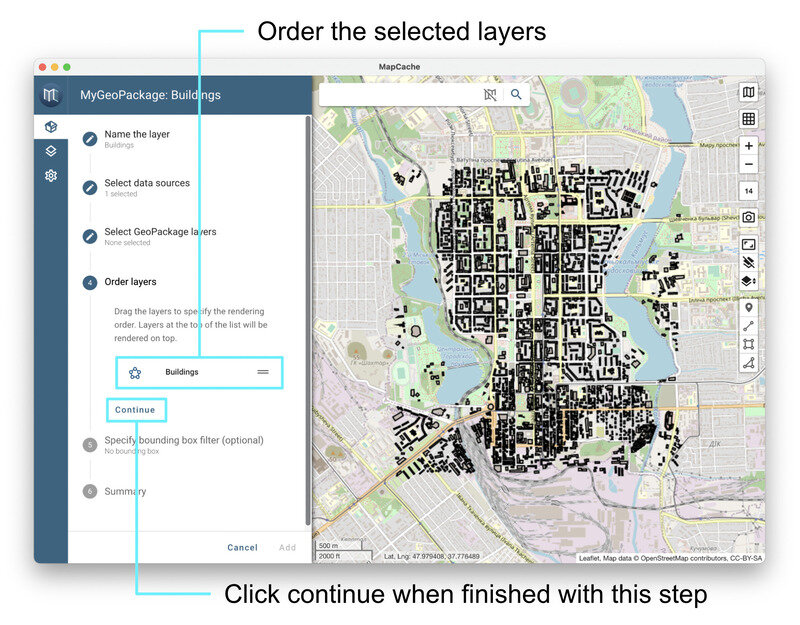 Order the selected layers
MapCache
MyGeoPackage: Buildings
Name the layer
Buildings
Select data sources
1 selected
Select GeoPackage layers
None selected
4
Order layers
Drag the layers to specify the rendering
order. Layers at the top of the list will be
rendered on top.
Buildings
Continue
5
Specify bounding box filter (optional)
No bounding box
6
Summary
Cancel
Add
14
500 m
2000 ft
Lat, Lng: 47.979408, 37.778489
Leaflet, Map data © OpenStreetMap contributors, CC-BY-SA
Click continue when finished with this step